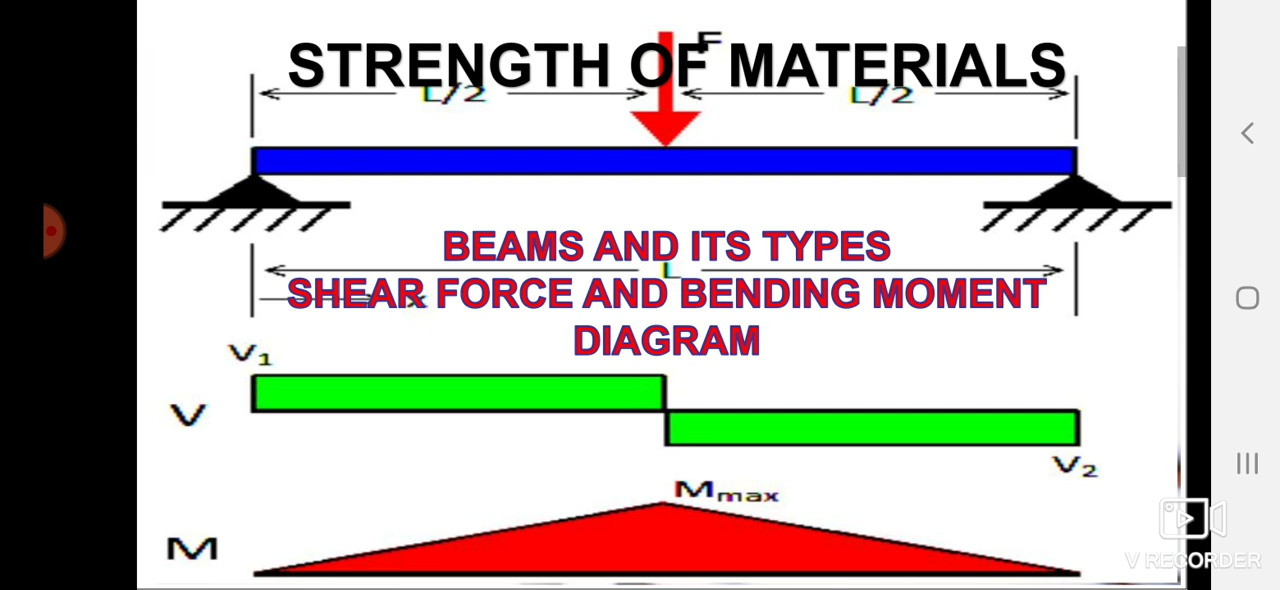 F
STRENGTH OF MATERIALS
L/2 L/2
BEAMS AND ITS TYPES
L
SHEAR FORCE AND BENDING MOMENT
x
DIAGRAM
V1
V
V2
Mmax
M
V RECORDER